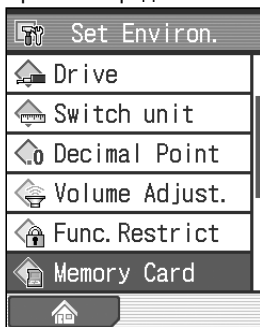 Set Environ.
Drive
Switch unit
Decimal Point
Volume Adjust.
Func.Restrict
Memory Card